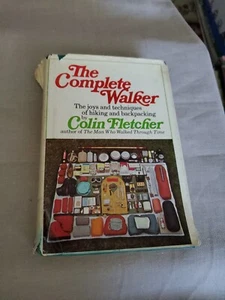 The
Complete
Walker
The joys and techniques
of hiking and backpacking
by
Colin Fletcher
author of The Man Who Walked Through Time